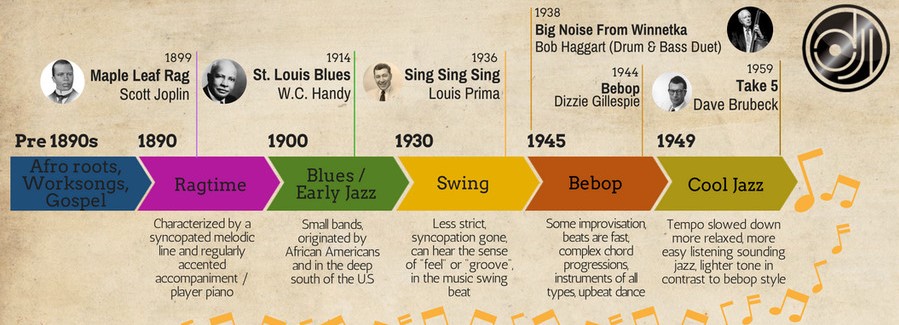 1938
Big Noise From Winnetka
Bob Haggart (Drum & Bass Duet)
1899
Maple Leaf Rag
Scott Joplin
1914
St. Louis Blues
W.C. Handy
1936
Sing Sing Sing
Louis Prima
1944
Bebop
Dizzie Gillespie
1959
Take 5
Dave Brubeck
Pre 1890s
1890
1900
1930
1945
1949
Afro roots,
Worksongs,
Gospel
Ragtime
Blues /
Early Jazz
Swing
Bebop
Cool Jazz
Characterized by a
syncopated melodic
line and regularly
accented
accompaniment /
player piano
Small bands,
originated by
African Americans
and in the deep
south of the U.S
Less strict,
syncopation gone,
can hear the sense
of "feel" or "groove",
in the music swing
beat
Some improvisation,
beats are fast,
complex chord
progressions,
instruments of all
types, upbeat dance
Tempo slowed down
more relaxed, more
easy listening sounding
jazz, lighter tone in
contrast to bebop style